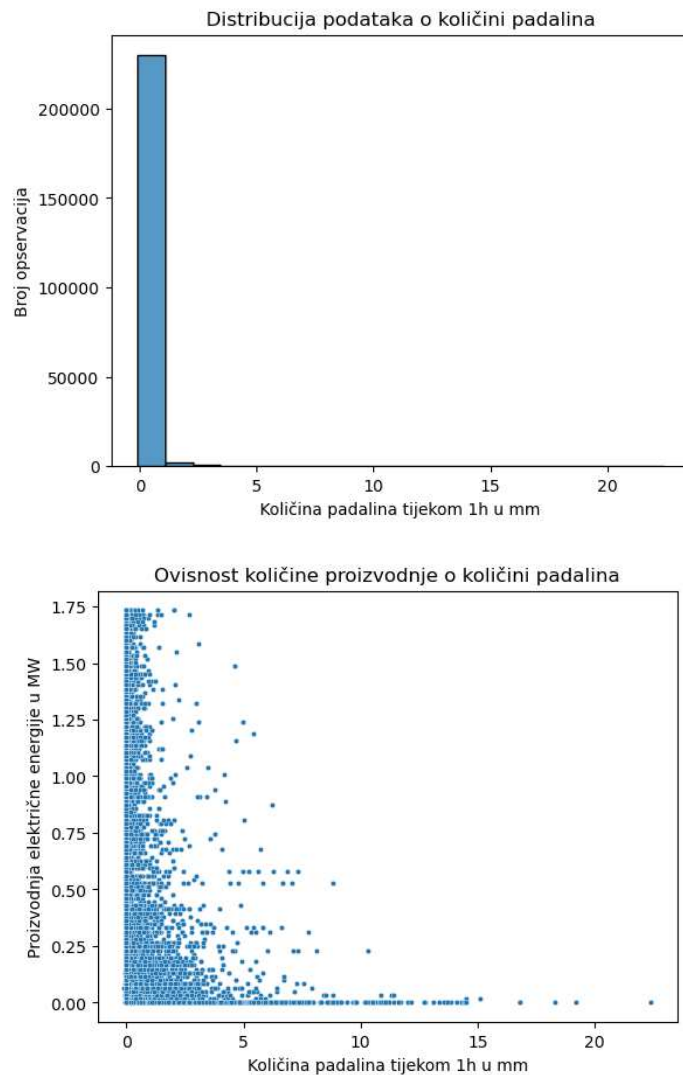 Distribucija podataka o količini padalina
200000
150000
100000
50000
0
Broj opservacija
0 5 10 15 20
Količina padalina tijekom 1h u mm
Ovisnost količine proizvodnje o količini padalina
1.75
1.50
1.25
1.00
0.75
0.50
0.25
0.00
Proizvodnja električne energije u MW
0 5 10 15 20
Količina padalina tijekom 1h u mm